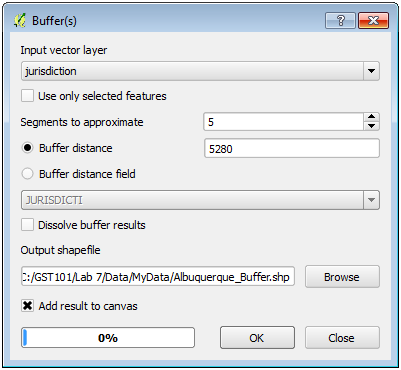 Buffer(s)
?
Input vector layer
jurisdiction
Use only selected features
Segments to approximate
5
Buffer distance
5280
Buffer distance field
JURISDICTI
Dissolve buffer results
Output shapefile
C:/GST101/Lab 7/Data/MyData/Albuquerque_Buffer.shp
Browse
Add result to canvas
0%
OK
Close